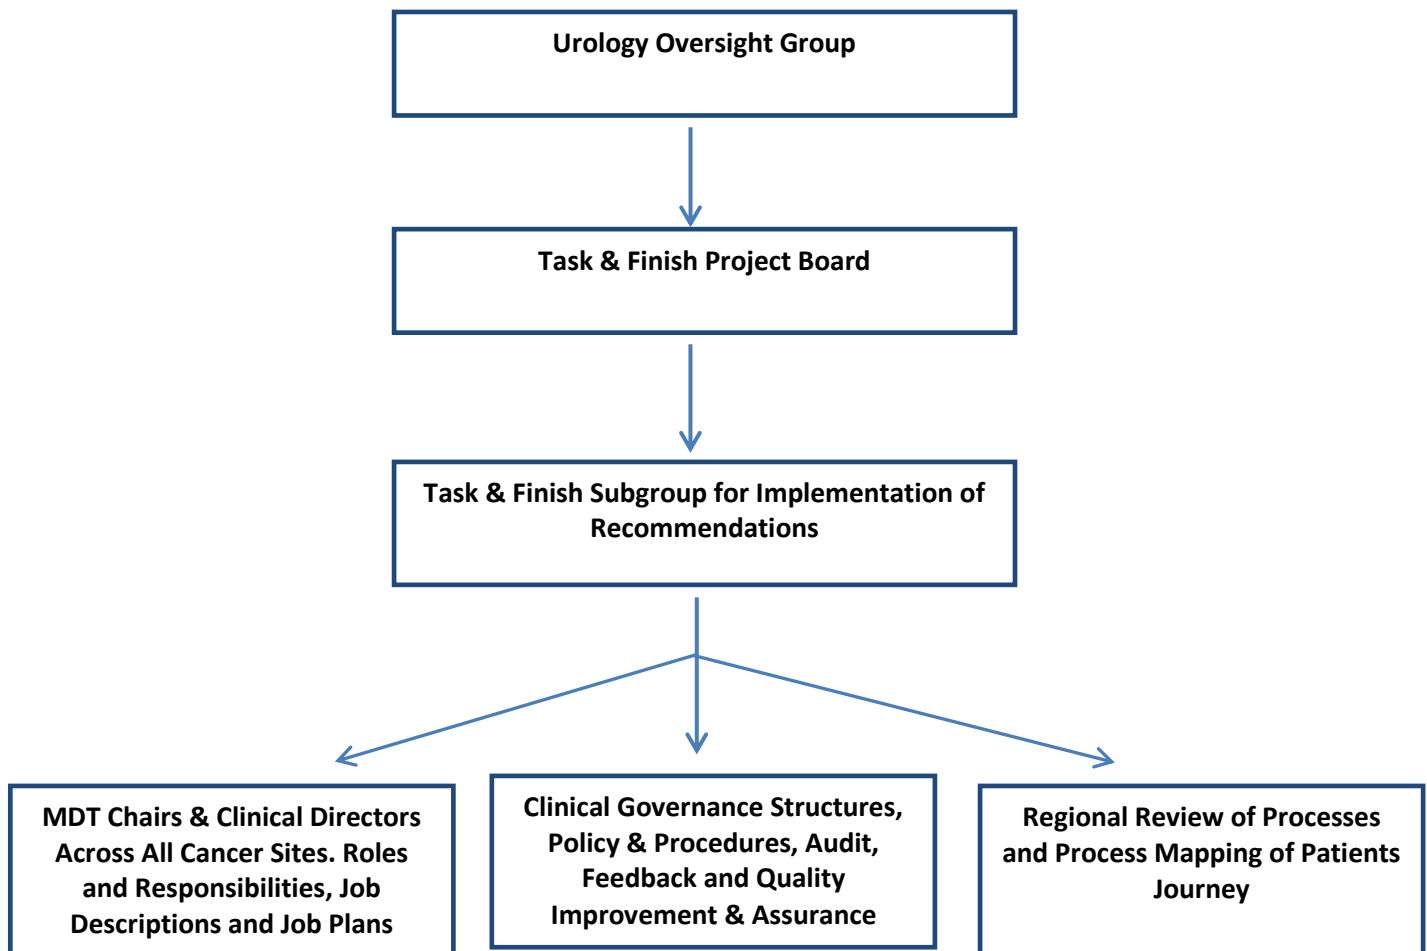 Urology Oversight Group
Task & Finish Project Board
Task & Finish Subgroup for Implementation of
Recommendations
MDT Chairs & Clinical Directors
Across All Cancer Sites. Roles
and Responsibilities, Job
Descriptions and Job Plans
Clinical Governance Structures,
Policy & Procedures, Audit,
Feedback and Quality
Improvement & Assurance
Regional Review of Processes
and Process Mapping of Patients
Journey